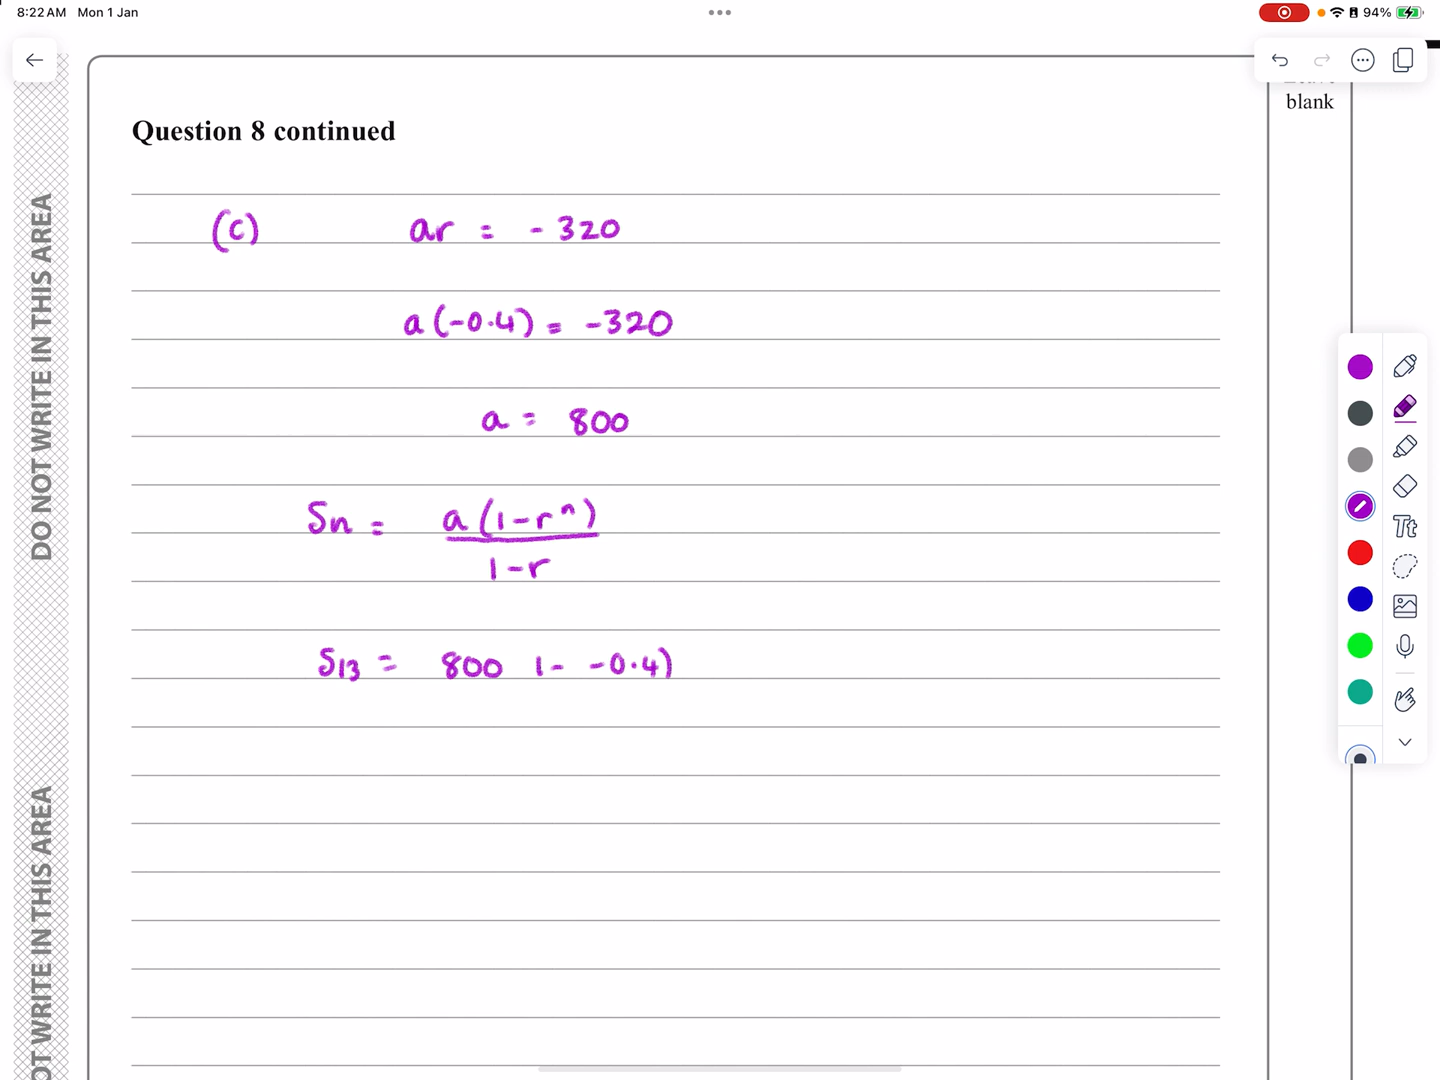 8:22 AM Mon 1 Jan
94%
blank
Question 8 continued
(c) ar = -320
a(-0.4) = -320
a = 800
Sn = a(1-r^n)
1-r
S13 = 800 1- -0.4)
DO NOT WRITE IN THIS AREA
OT WRITE IN THIS AREA
Tt